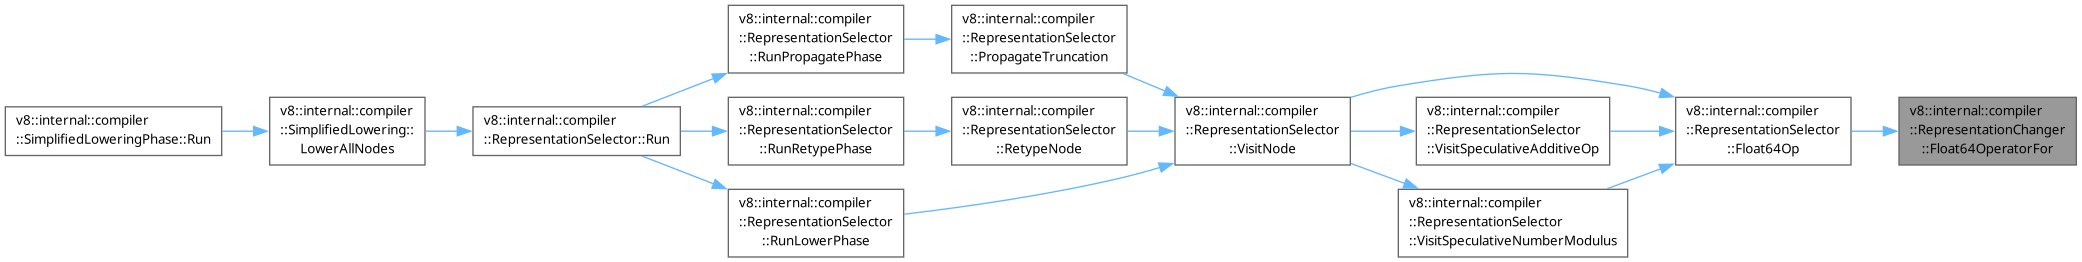 v8::internal::compiler
::SimplifiedLoweringPhase::Run
v8::internal::compiler
::SimplifiedLowering::
LowerAllNodes
v8::internal::compiler
::RepresentationSelector::Run
v8::internal::compiler
::RepresentationSelector
::RunPropagatePhase
v8::internal::compiler
::RepresentationSelector
::RunRetypePhase
v8::internal::compiler
::RepresentationSelector
::RunLowerPhase
v8::internal::compiler
::RepresentationSelector
::PropagateTruncation
v8::internal::compiler
::RepresentationSelector
::RetypeNode
v8::internal::compiler
::RepresentationSelector
::VisitNode
v8::internal::compiler
::RepresentationSelector
::VisitSpeculativeAdditiveOp
v8::internal::compiler
::RepresentationSelector
::VisitSpeculativeNumberModulus
v8::internal::compiler
::RepresentationSelector
::Float64Op
v8::internal::compiler
::RepresentationChanger
::Float64OperatorFor